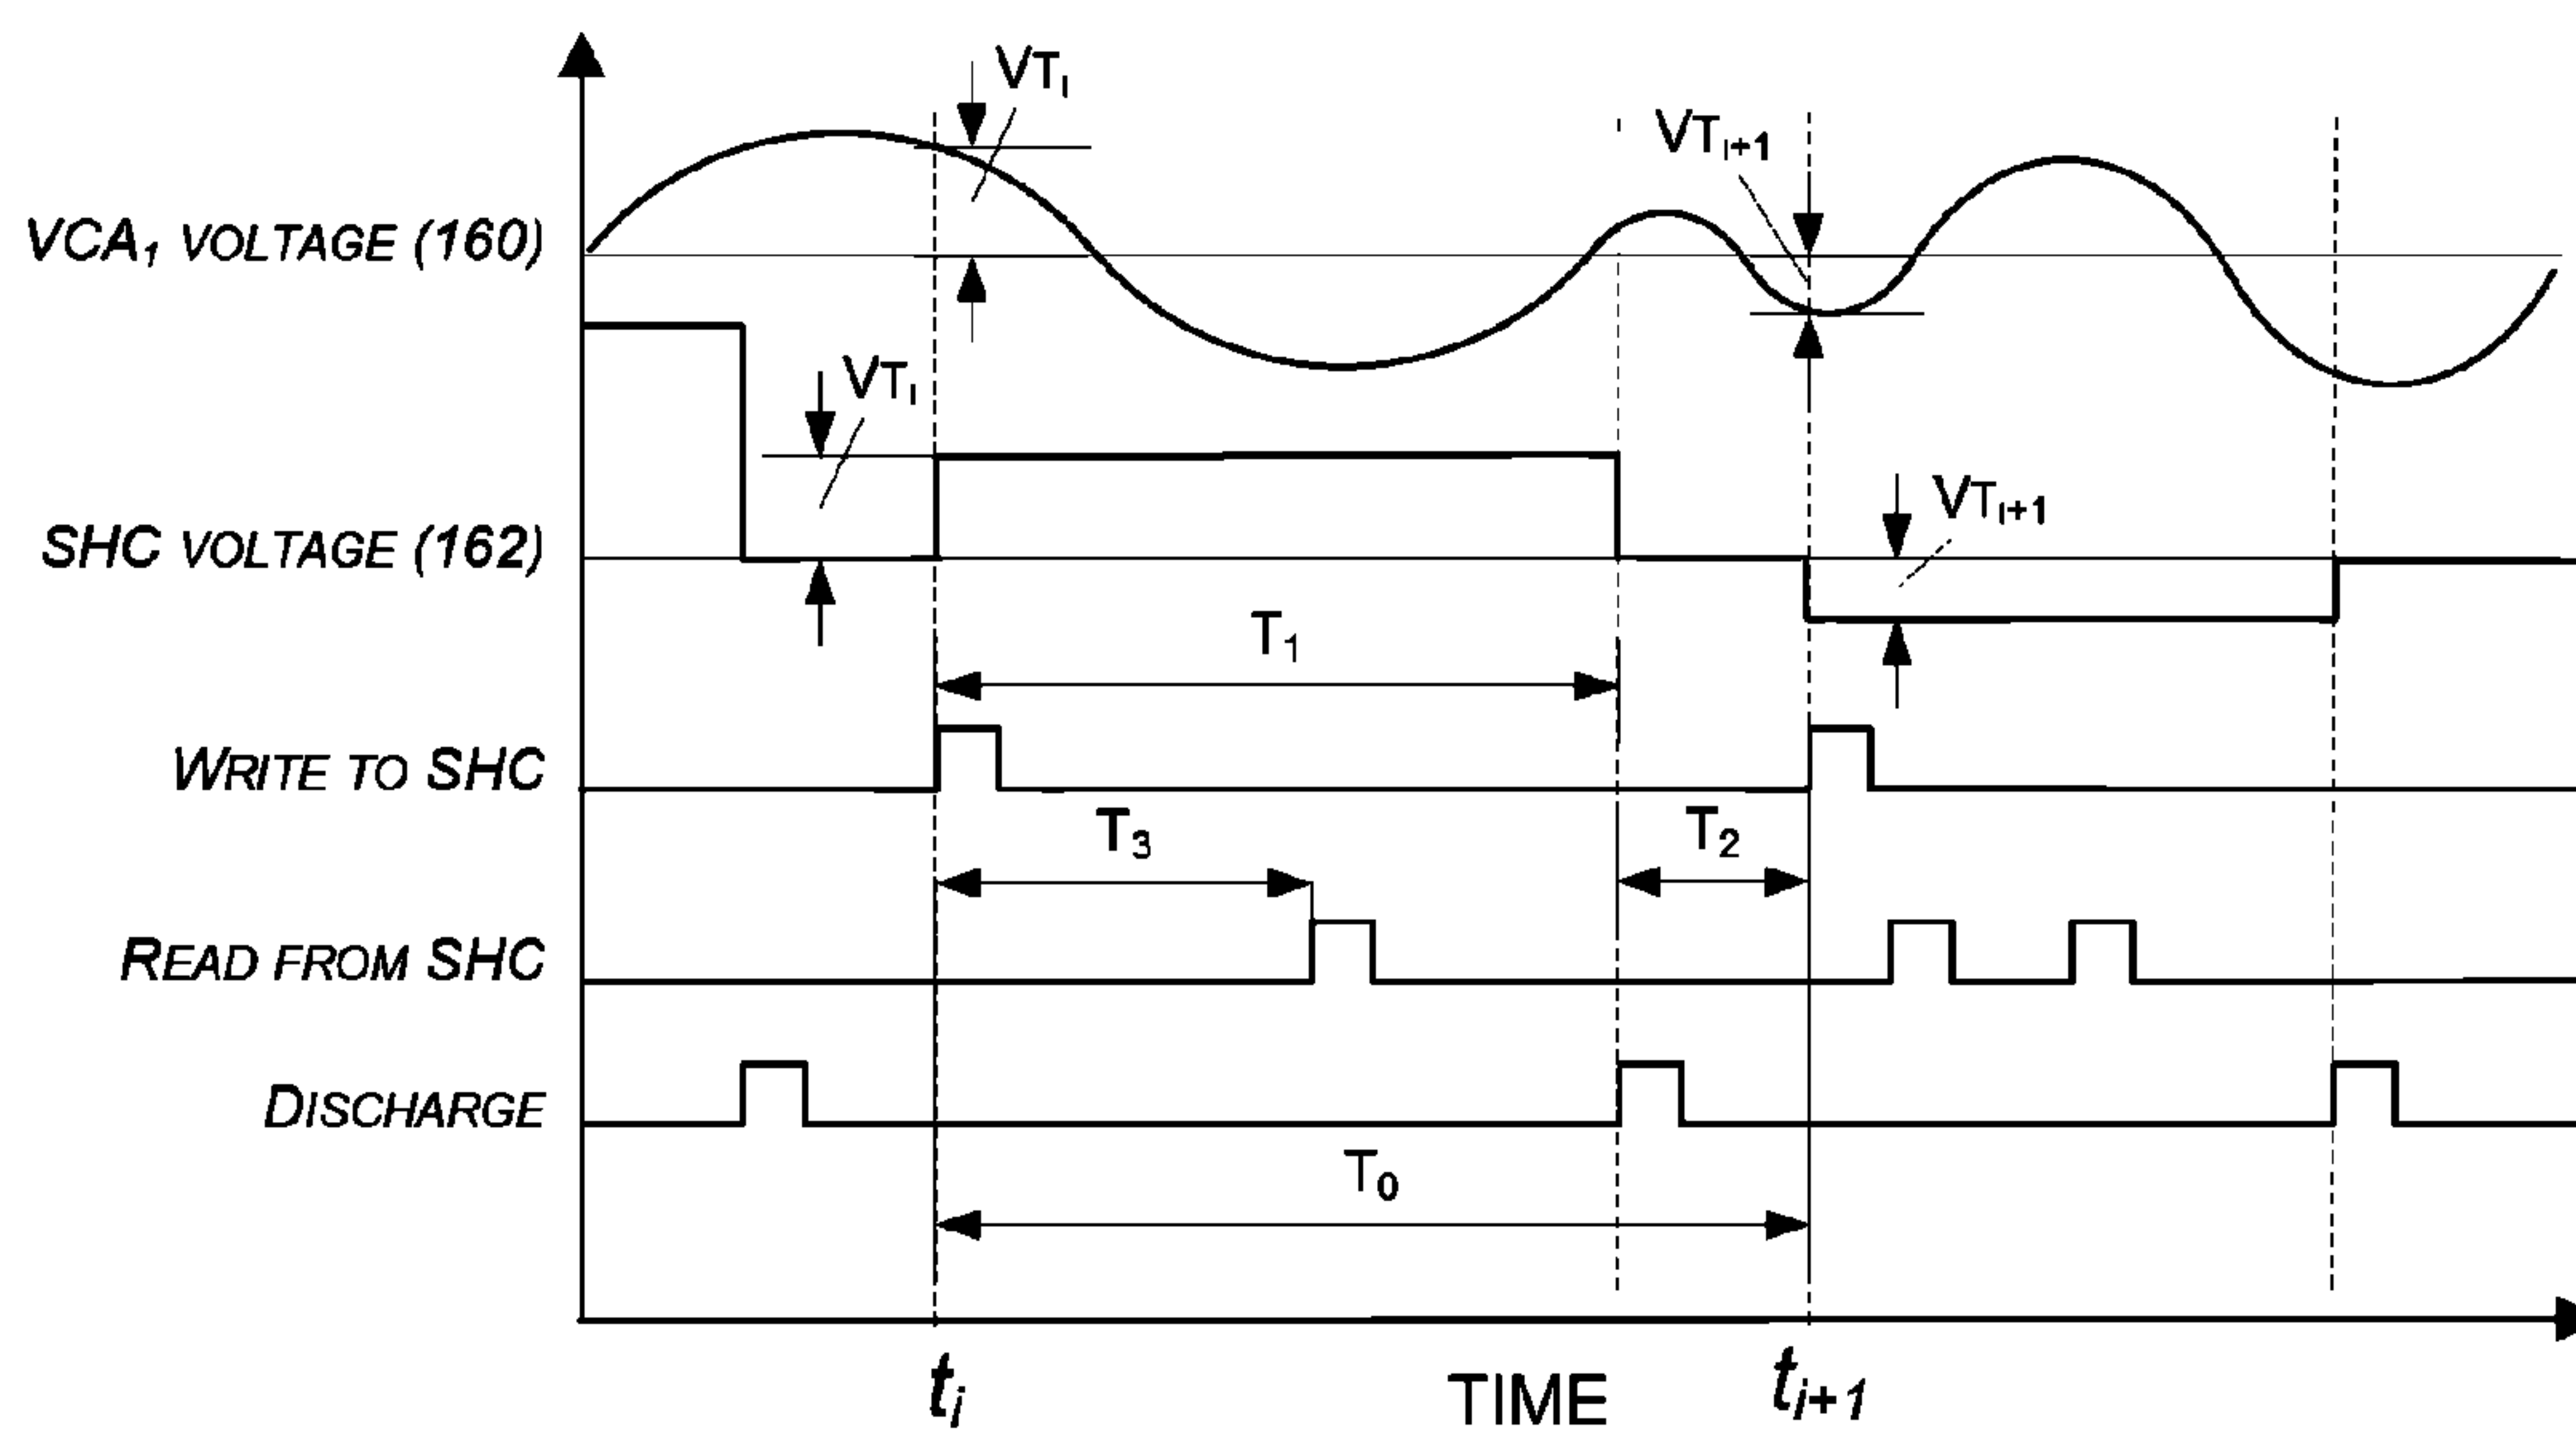 VTI
VTI+1
VCA1 VOLTAGE (160)
VTI
VTI+1
SHC VOLTAGE (162)
T1
WRITE TO SHC
T3
T2
READ FROM SHC
DISCHARGE
T0
ti
TIME
ti+1